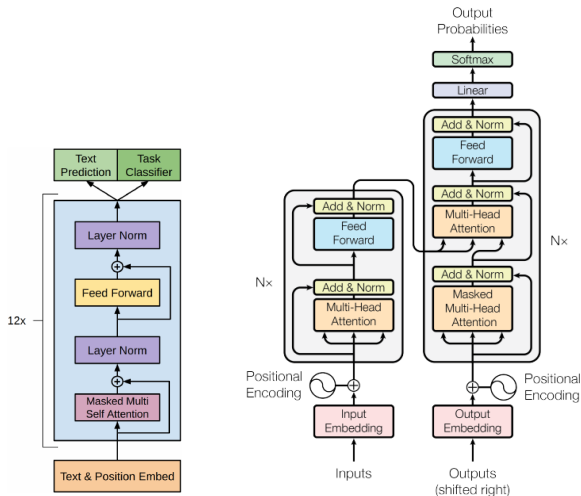 Text
Prediction
Task
Classifier
Layer Norm
Feed Forward
12x
Layer Norm
Masked Multi
Self Attention
Text & Position Embed
Output
Probabilities
Softmax
Linear
Add & Norm
Feed
Forward
Add & Norm
Multi-Head
Attention
Add & Norm
Feed
Forward
N×
Add & Norm
Multi-Head
Attention
N×
Add & Norm
Masked
Multi-Head
Attention
Positional
Encoding
Positional
Encoding
Input
Embedding
Output
Embedding
Inputs
Outputs
(shifted right)